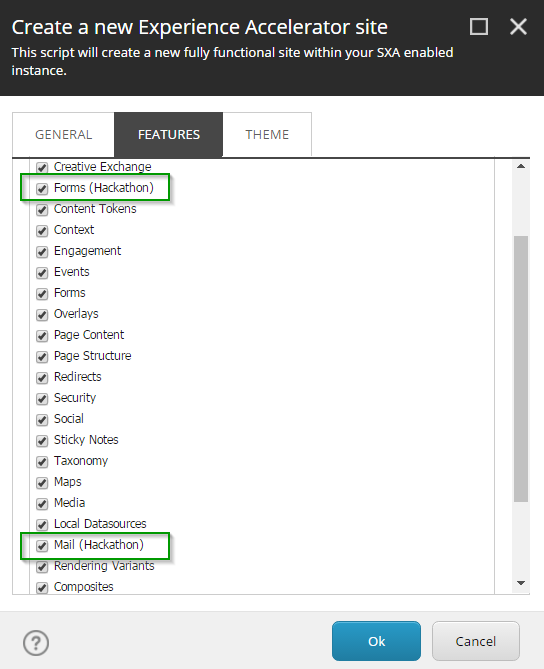 Create a new Experience Accelerator site
This script will create a new fully functional site within your SXA enabled
instance.
GENERAL
FEATURES
THEME
Creative Exchange
Forms (Hackathon)
Content Tokens
Context
Engagement
Events
Forms
Overlays
Page Content
Page Structure
Redirects
Security
Social
Sticky Notes
Taxonomy
Maps
Media
Local Datasources
Mail (Hackathon)
Rendering Variants
Composites
?
Ok
Cancel